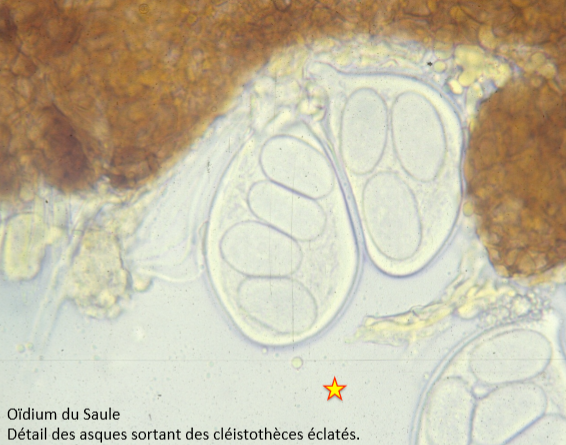 Oïdium du Saule
Détail des asques sortant des cléistothèces éclatés.